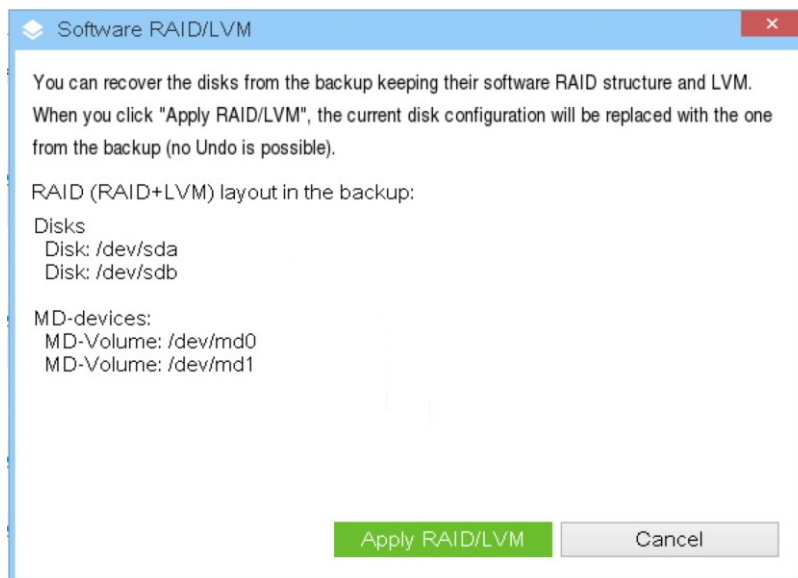 Software RAID/LVM
You can recover the disks from the backup keeping their software RAID structure and LVM.
When you click "Apply RAID/LVM", the current disk configuration will be replaced with the one
from the backup (no Undo is possible).
RAID (RAID+LVM) layout in the backup:
Disks
Disk: /dev/sda
Disk: /dev/sdb
MD-devices:
MD-Volume: /dev/md0
MD-Volume: /dev/md1
Apply RAID/LVM Cancel